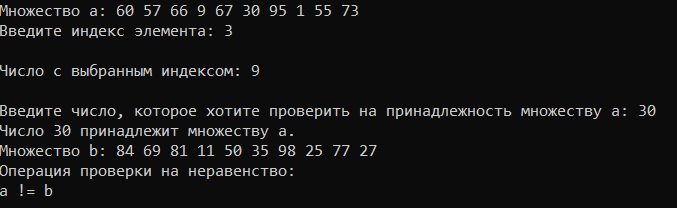 Множество a: 60 57 66 9 67 30 95 1 55 73
Введите индекс элемента: 3
Число с выбранным индексом: 9
Введите число, которое хотите проверить на принадлежность множеству a: 30
Число 30 принадлежит множеству a.
Множество b: 84 69 81 11 50 35 98 25 77 27
Операция проверки на неравенство:
a != b